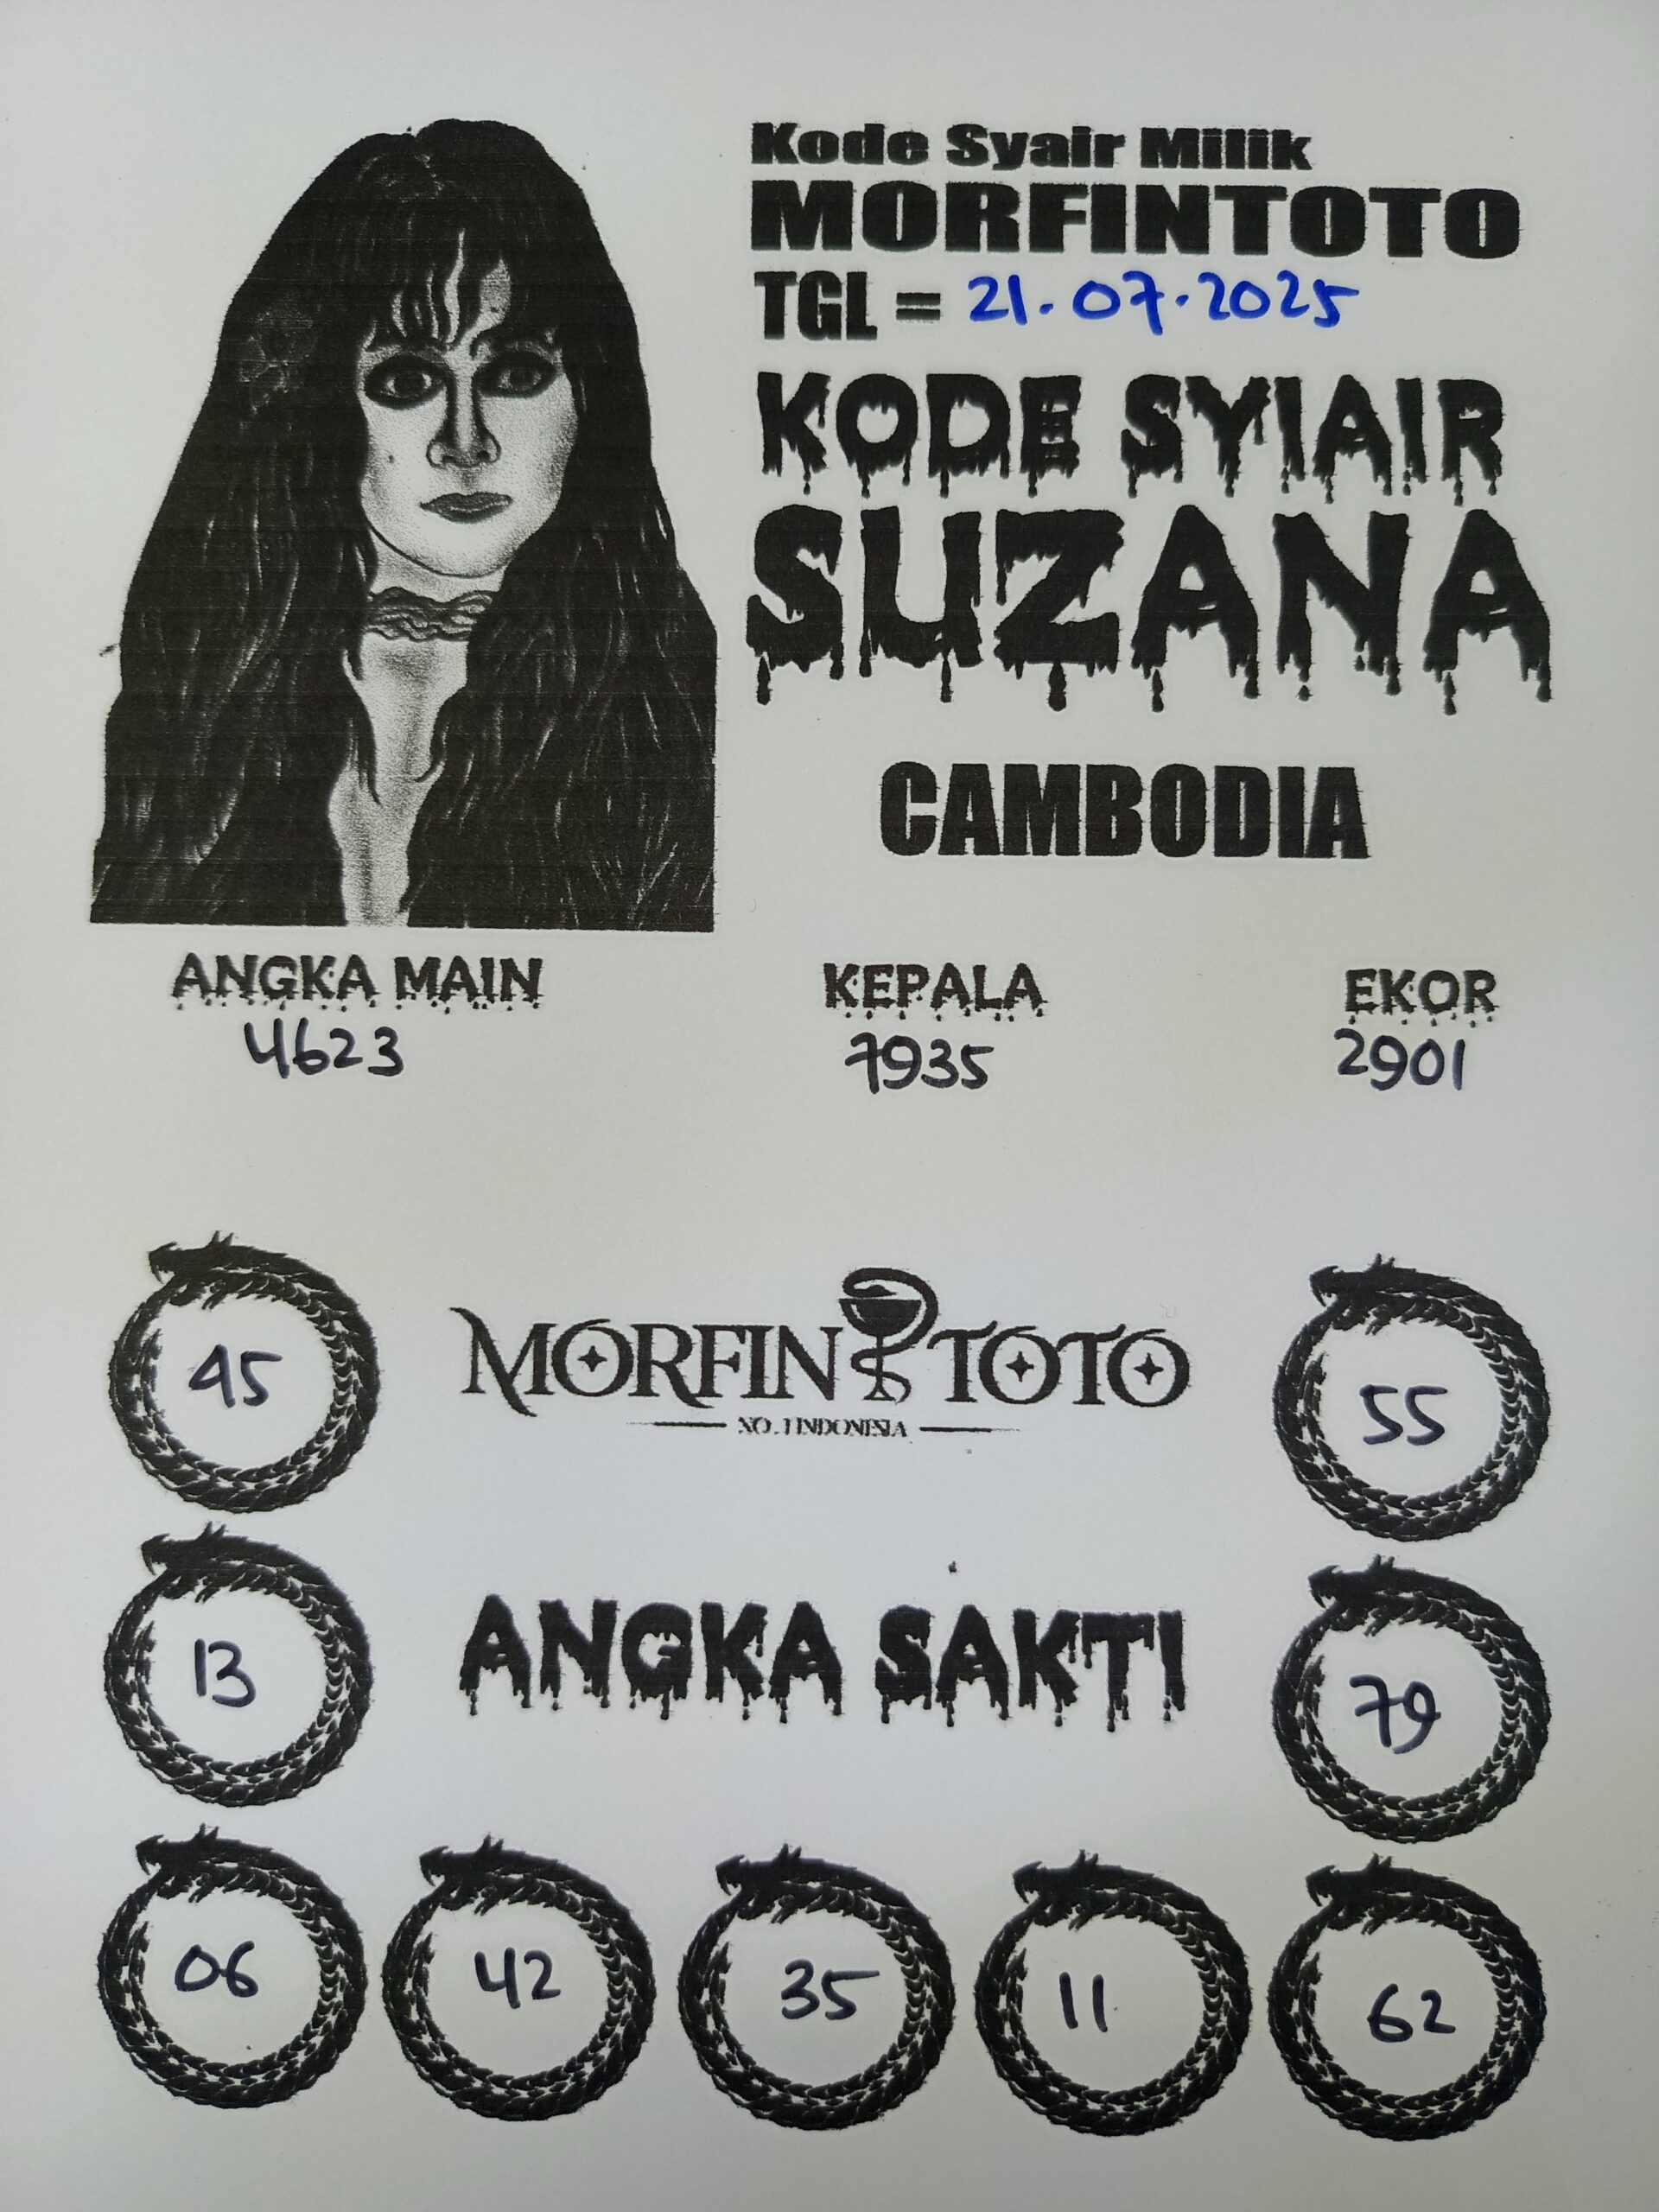 Kode Syair Milik
MORFINTOTO
TGL = 21.07.2025
KODE SYIAIR
SUZANA
CAMBODIA
ANGKA MAIN KEPALA EKOR
4623 7935 2901
45 MORFIN TOTO 55
NO.1 INDONESIA
13 ANGKA SAKTI 79
06 42 35 11 62